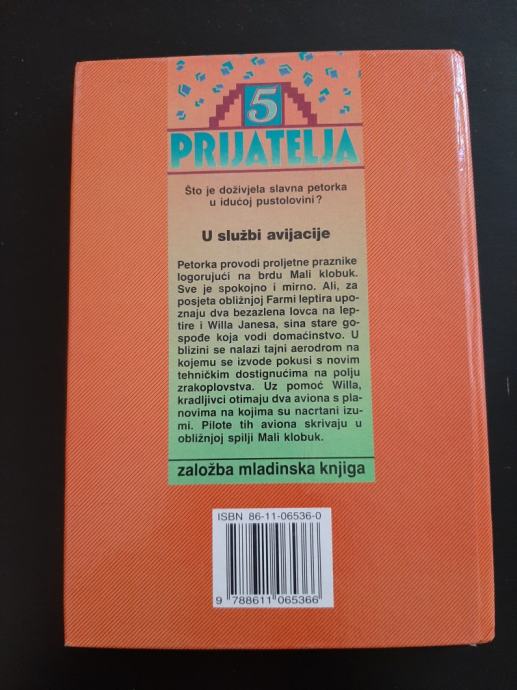 5
PRIJATELJA
Što je doživjela slavna petorka
u idućoj pustolovini?
U službi avijacije
Petorka provodi proljetne praznike
logorujući na brdu Mali klobuk.
Sve je spokojno i mirno. Ali, za
posjeta obližnjoj Farmi leptira upo-
znaju dva bezazlena lovca na lep-
tire i Willa Janesa, sina stare go-
spođe koja vodi domaćinstvo. U
blizini se nalazi tajni aerodrom na
kojemu se izvode pokusi s novim
tehničkim dostignućima na polju
zrakoplovstva. Uz pomoć Willa,
kradljivci otimaju dva aviona s pla-
novima na kojima su nacrtani izu-
mi. Pilote tih aviona skrivaju u
obližnjoj spilji Mali klobuk.
založba mladinska knjiga
ISBN 86-11-06536-0
9 788611 065366